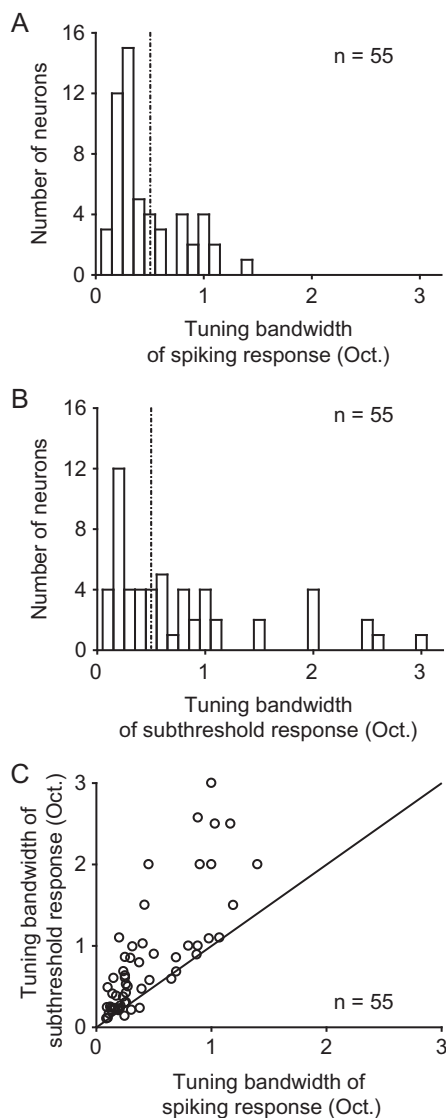 A
16
n = 55
12
8
4
0
Number of neurons
0 1 2 3
Tuning bandwidth
of spiking response (Oct.)
B
16
n = 55
12
8
4
0
Number of neurons
0 1 2 3
Tuning bandwidth
of subthreshold response (Oct.)
C
3
2
1
0
Tuning bandwidth of
subthreshold response (Oct.)
n = 55
0 1 2 3
Tuning bandwidth of
spiking response (Oct.)